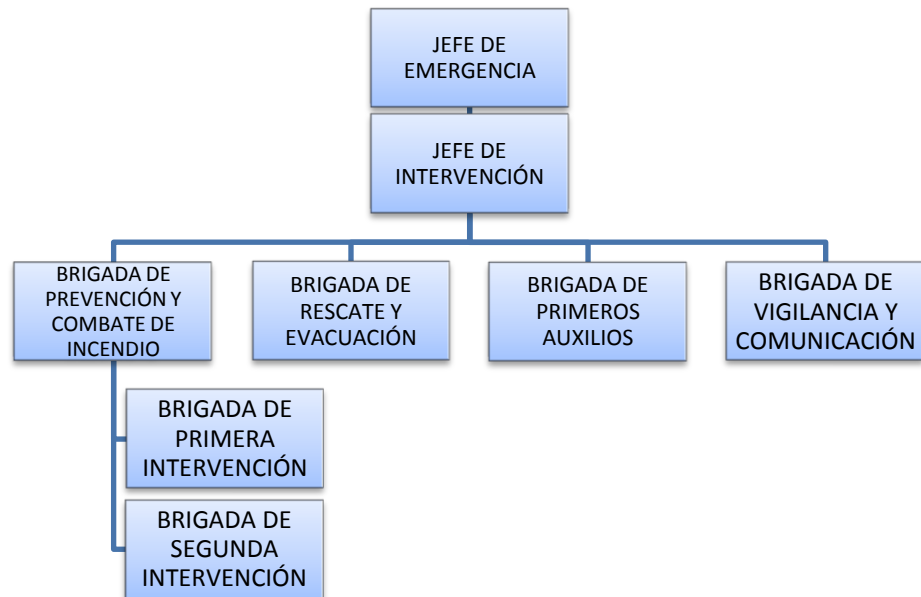 JEFE DE
EMERGENCIA
JEFE DE
INTERVENCIÓN
BRIGADA DE
PREVENCIÓN Y
COMBATE DE
INCENDIO
BRIGADA DE
RESCATE Y
EVACUACIÓN
BRIGADA DE
PRIMEROS
AUXILIOS
BRIGADA DE
VIGILANCIA Y
COMUNICACIÓN
BRIGADA DE
PRIMERA
INTERVENCIÓN
BRIGADA DE
SEGUNDA
INTERVENCIÓN